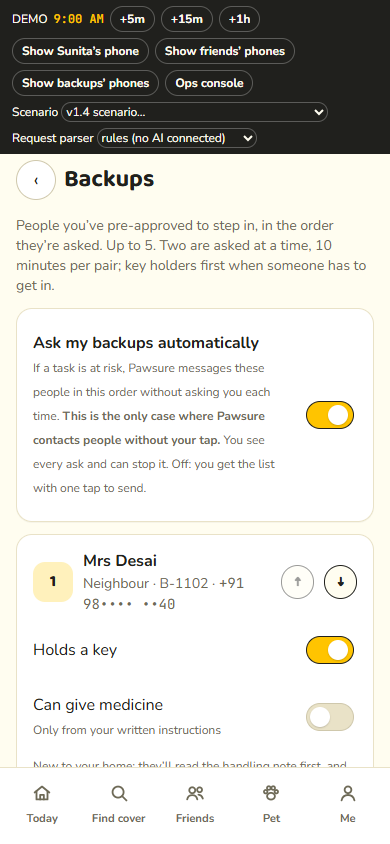 DEMO 9:00 AM +5m +15m +1h
Show Sunita's phone Show friends' phones
Show backups' phones Ops console
Scenario v1.4 scenario...
Request parser rules (no AI connected)
‹ Backups
People you've pre-approved to step in, in the order
they're asked. Up to 5. Two are asked at a time, 10
minutes per pair; key holders first when someone has to
get in.
Ask my backups automatically
If a task is at risk, Pawsure messages these
people in this order without asking you each
time. This is the only case where Pawsure
contacts people without your tap. You see
every ask and can stop it. Off: you get the list
with one tap to send.
1 Mrs Desai ↑ ↓
Neighbour · B-1102 · +91
98•••• ••40
Holds a key
Can give medicine
Only from your written instructions
New to your home: they'll read the handling note first, and
Today Find cover Friends Pet Me